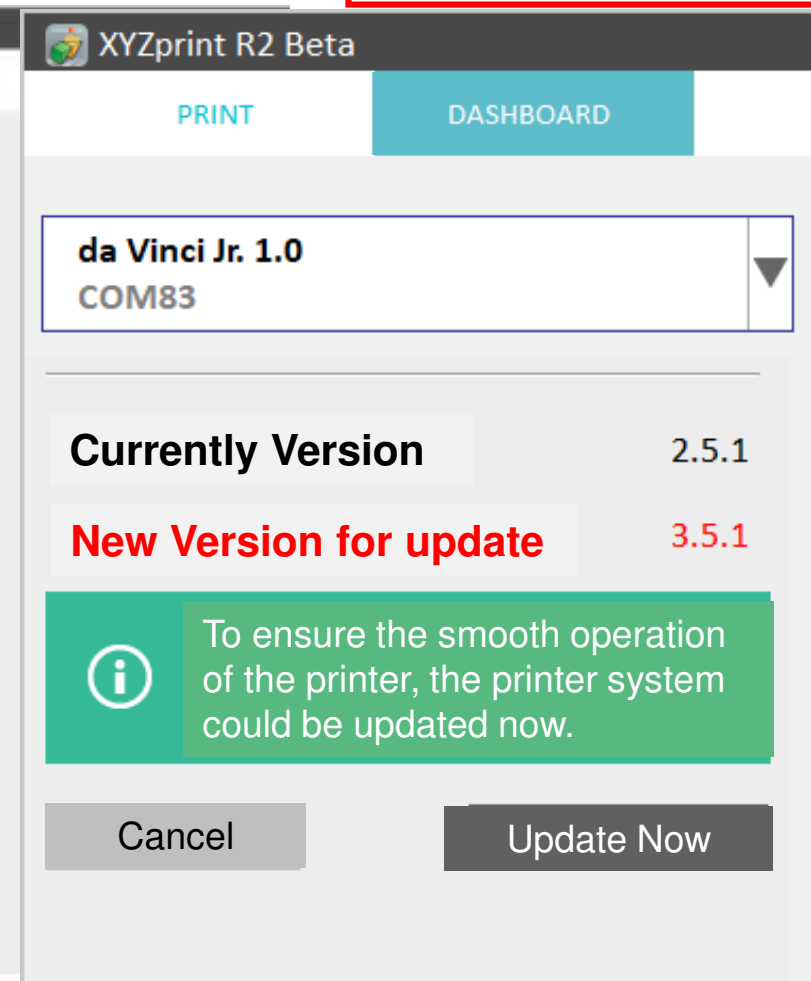 XYZprint R2 Beta
PRINT DASHBOARD
da Vinci Jr. 1.0
COM83
Currently Version 2.5.1
New Version for update 3.5.1
To ensure the smooth operation
of the printer, the printer system
could be updated now.
Cancel Update Now